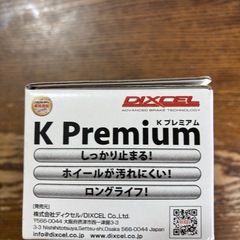 DIXCEL
ADVANCED BRAKE TECHNOLOGY
K プレミアム
K Premium
しっかり止まる!
ホイールが汚れにくい!
ロングライフ!
[発売元]
株式会社ディクセル/DIXCEL Co.,Ltd.
〒566-0044 大阪府摂津市西一津屋3-3
3-3 Nishihitotsuya,Settsu-shi,Osaka 566-0044 Japan
info@dixcel.co.jp
www.dixcel.co.jp